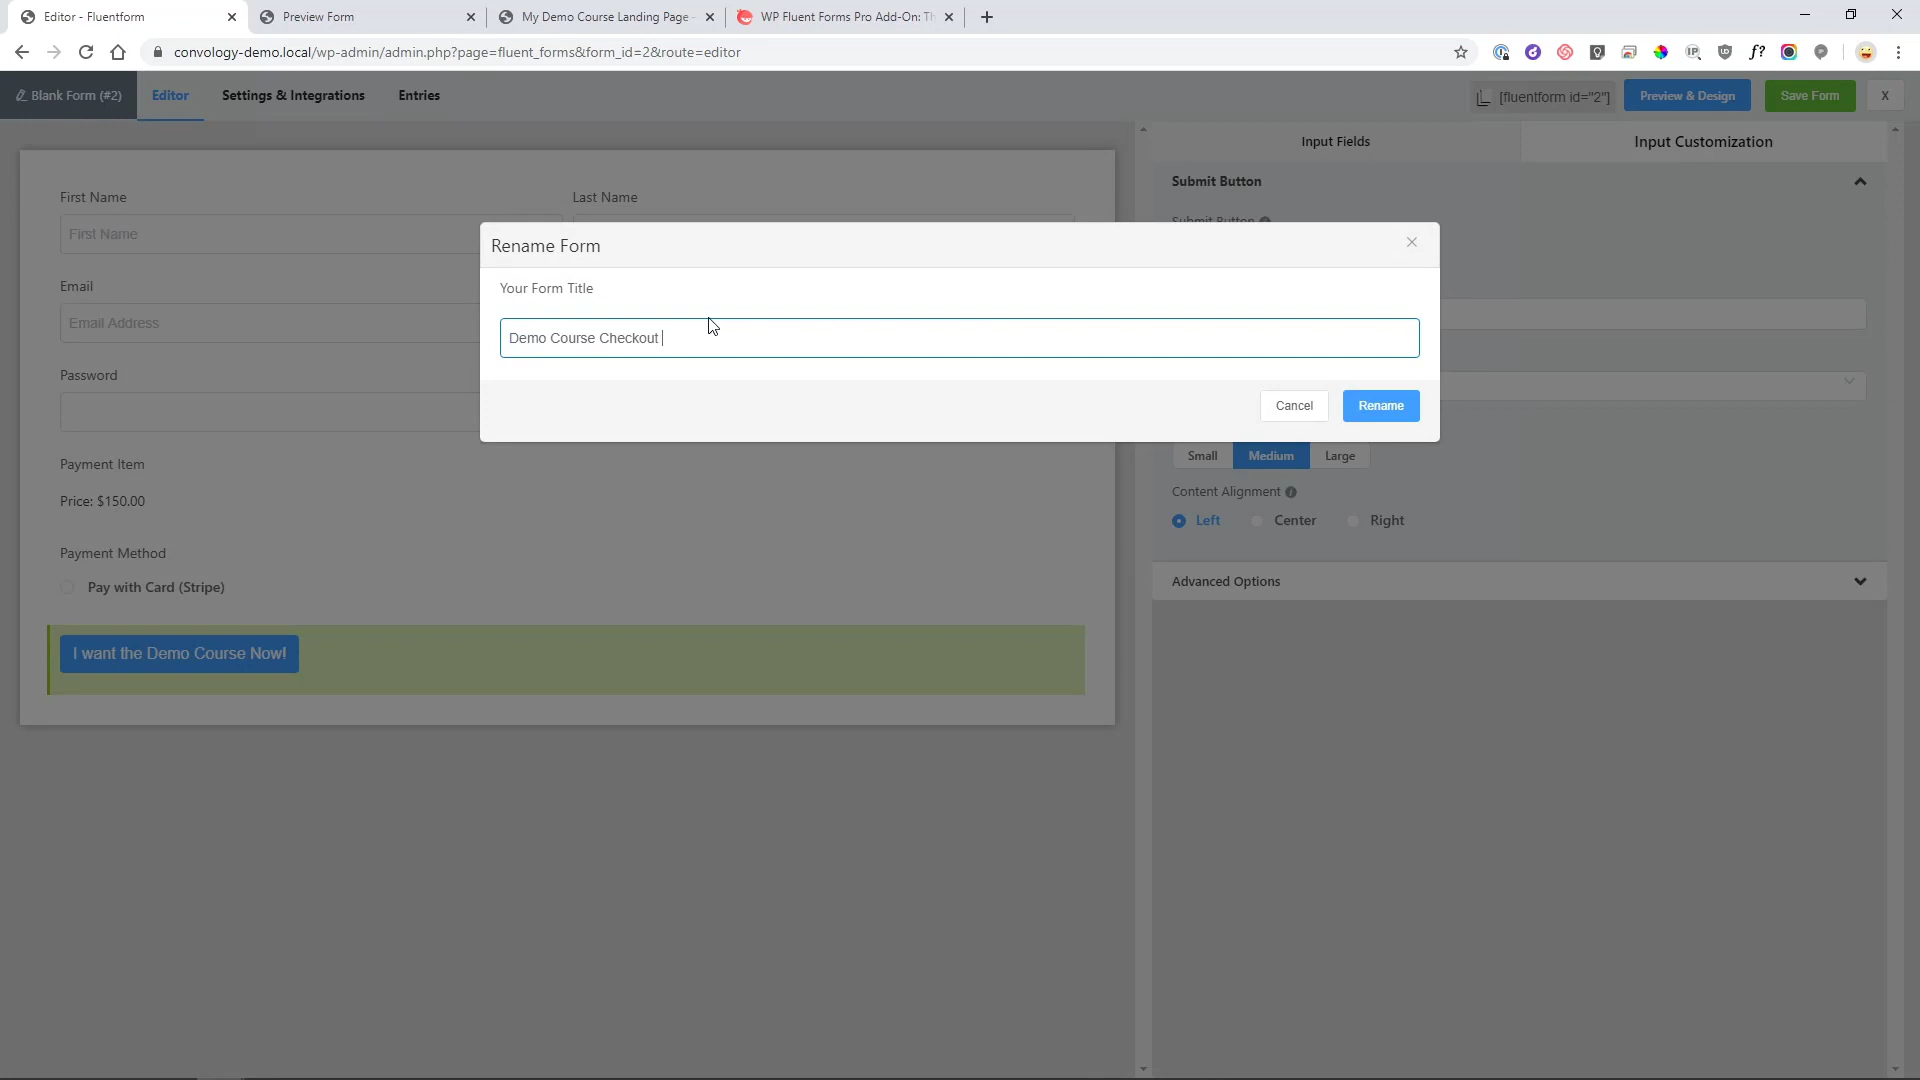 Editor - Fluentform
Preview Form
My Demo Course Landing Page -
WP Fluent Forms Pro Add-On: Th
convology-demo.local/wp-admin/admin.php?page=fluent_forms&form_id=2&route=editor
Blank Form (#2)
Editor
Settings & Integrations
Entries
[fluentform id="2"]
Preview & Design
Save Form
X
Input Fields
Input Customization
Submit Button
Submit Button
First Name
Last Name
First Name
Rename Form
Your Form Title
Demo Course Checkout
Cancel
Rename
Email
Email Address
Password
Payment Item
Price: $150.00
Payment Method
Pay with Card (Stripe)
I want the Demo Course Now!
Small
Medium
Large
Content Alignment
Left
Center
Right
Advanced Options